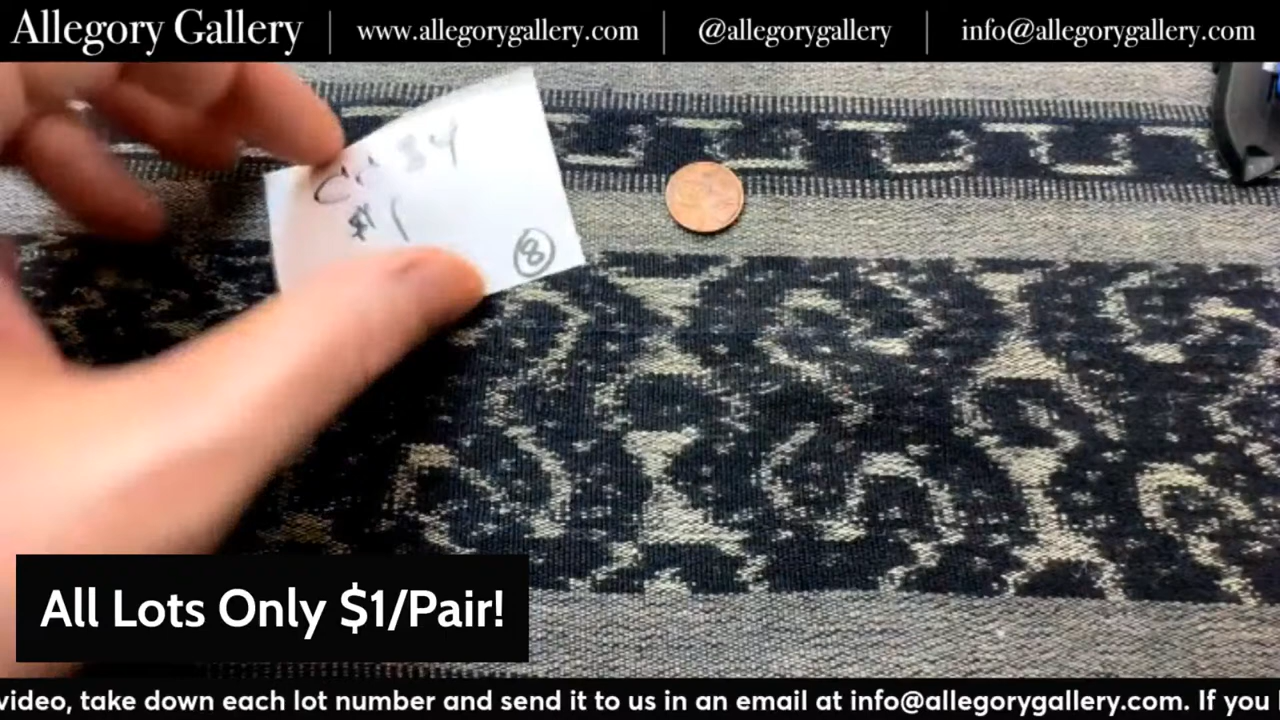 Allegory Gallery
www.allegorygallery.com
@allegorygallery
info@allegorygallery.com
$1
8
All Lots Only $1/Pair!
video, take down each lot number and send it to us in an email at info@allegorygallery.com. If you